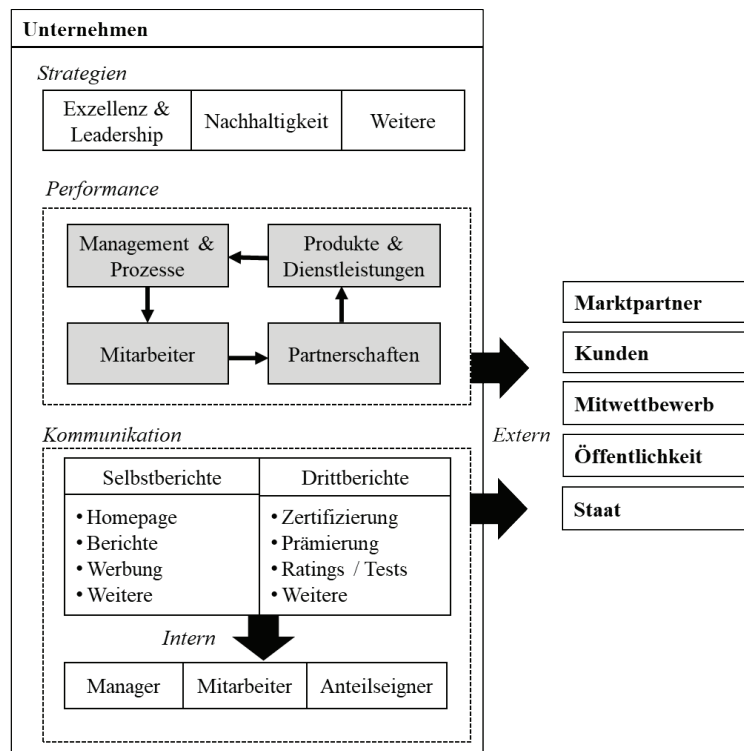 Unternehmen
Strategien
Exzellenz &
Leadership
Nachhaltigkeit
Weitere
Performance
Management &
Prozesse
Produkte &
Dienstleistungen
Mitarbeiter
Partnerschaften
Kommunikation
Selbstberichte
• Homepage
• Berichte
• Werbung
• Weitere
Drittberichte
• Zertifizierung
• Prämierung
• Ratings / Tests
• Weitere
Intern
Manager
Mitarbeiter
Anteilseigner
Extern
Marktpartner
Kunden
Mitwettbewerb
Öffentlichkeit
Staat